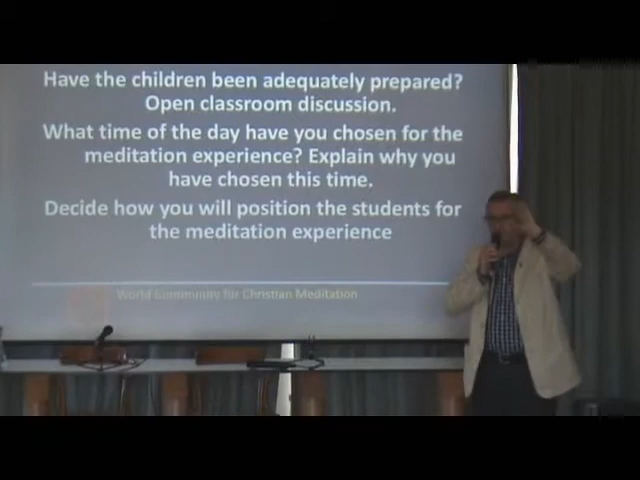 Have the children been adequately prepared?
Open classroom discussion.
What time of the day have you chosen for the
meditation experience? Explain why you
have chosen this time.
Decide how you will position the students for
the meditation experience
World Community for Christian Meditation